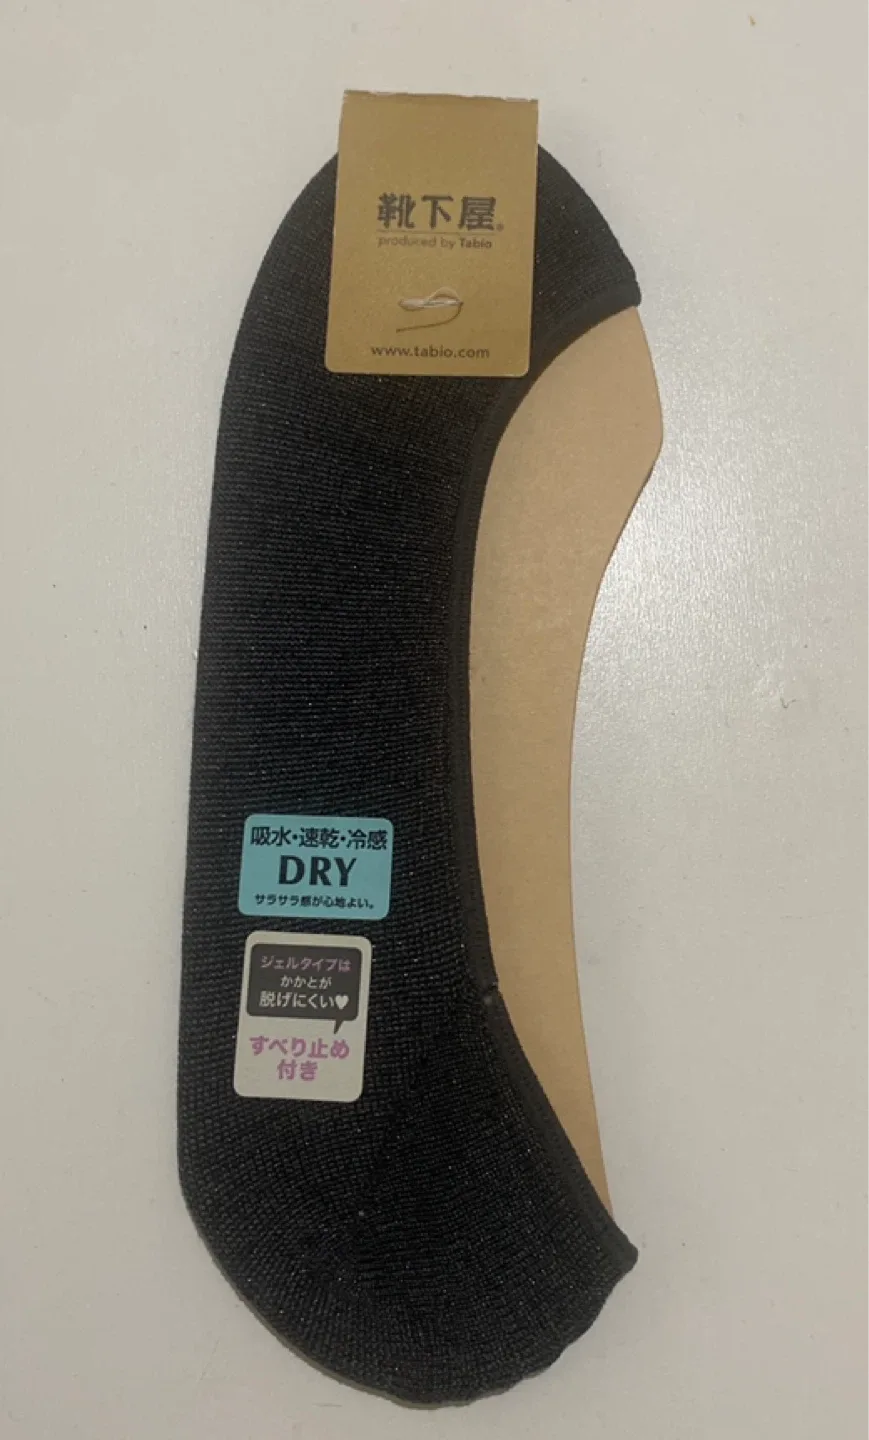 靴下屋®
produced by Tabio
www.tabio.com
吸水・速乾・冷感
DRY
サラサラ感が心地よい。
ジェルタイプは
かかとが
脱げにくい♥
すべり止め
付き